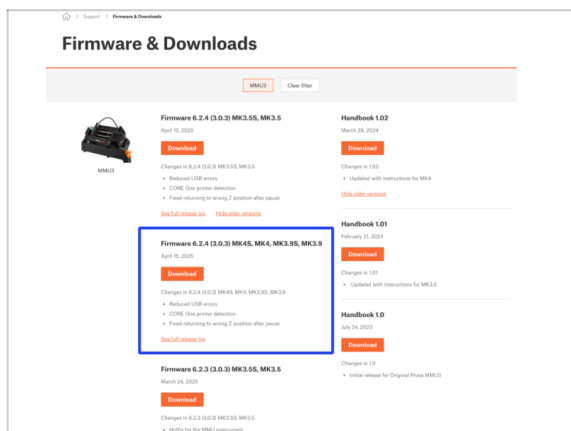 Support
Firmware & Downloads
Firmware & Downloads
MMU3
Clear filter
MMU3
Firmware 6.2.4 (3.0.3) MK3.5S, MK3.5
April 15, 2025
Download
Changes in 6.2.4 (3.0.3) MK3.5S, MK3.5
Reduced USB errors
CORE One printer detection
Fixed returning to wrong Z position after pause
See full release log
Hide older versions
Firmware 6.2.4 (3.0.3) MK4S, MK4, MK3.9S, MK3.9
April 15, 2025
Download
Changes in 6.2.4 (3.0.3) MK4S, MK4, MK3.9S, MK3.9
Reduced USB errors
CORE One printer detection
Fixed returning to wrong Z position after pause
See full release log
Firmware 6.2.3 (3.0.3) MK3.5S, MK3.5
March 24, 2025
Download
Changes in 6.2.3 (3.0.3) MK3.5S, MK3.5
Hotfix for the MMU overcurrent
Handbook 1.02
March 28, 2024
Download
Changes in 1.02
Updated with instructions for MK4
Hide older versions
Handbook 1.01
February 21, 2024
Download
Changes in 1.01
Updated with instructions for MK3.5
Handbook 1.0
July 24, 2023
Download
Changes in 1.0
Initial release for Original Prusa MMU3